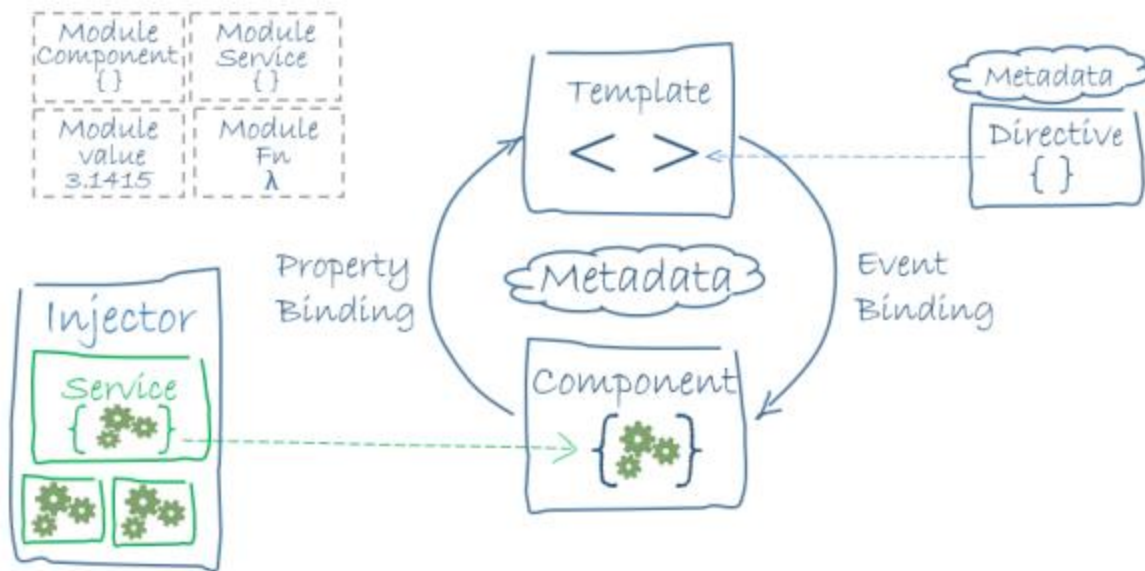 Module
Component
{ }
Module
Service
{ }
Module
value
3.1415
Module
Fn
λ
Template
< >
Metadata
Directive
{ }
Property
Binding
Metadata
Event
Binding
Injector
Service
{ }
Component
{ }